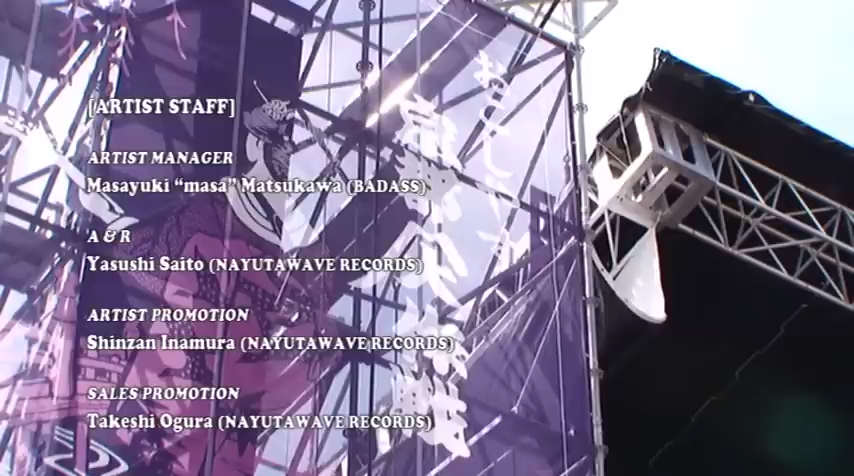 [ARTIST STAFF]
ARTIST MANAGER
Masayuki “masa” Matsukawa (BADASS)
A & R
Yasushi Saito (NAYUTAWAVE RECORDS)
ARTIST PROMOTION
Shinzan Inamura (NAYUTAWAVE RECORDS)
SALES PROMOTION
Takeshi Ogura (NAYUTAWAVE RECORDS)